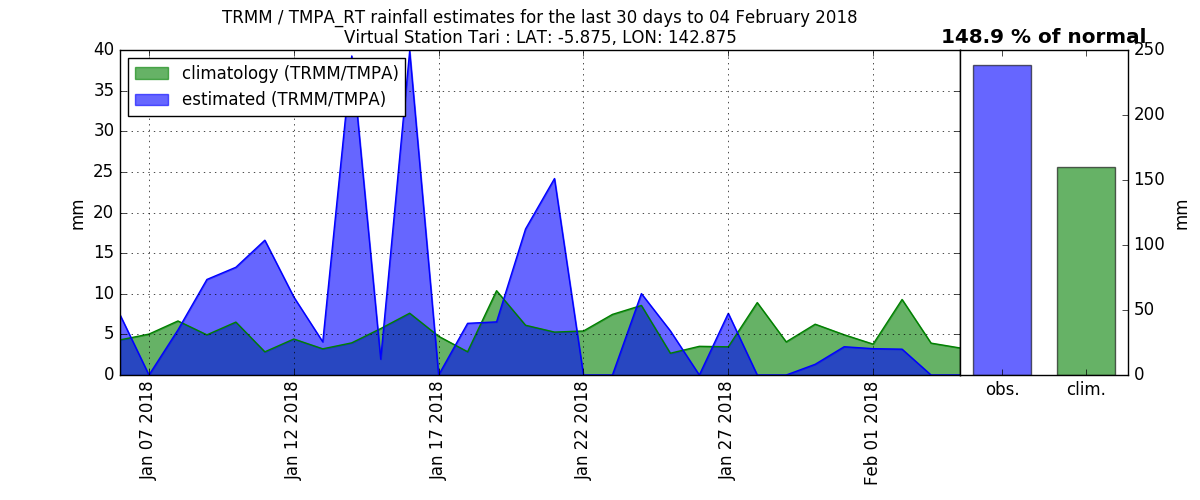 TRMM / TMPA_RT rainfall estimates for the last 30 days to 04 February 2018
Virtual Station Tari : LAT: -5.875, LON: 142.875
148.9 % of normal
climatology (TRMM/TMPA)
estimated (TRMM/TMPA)
mm
40
35
30
25
20
15
10
5
0
Jan 07 2018
Jan 12 2018
Jan 17 2018
Jan 22 2018
Jan 27 2018
Feb 01 2018
obs.
clim.
250
200
150
100
50
0
mm